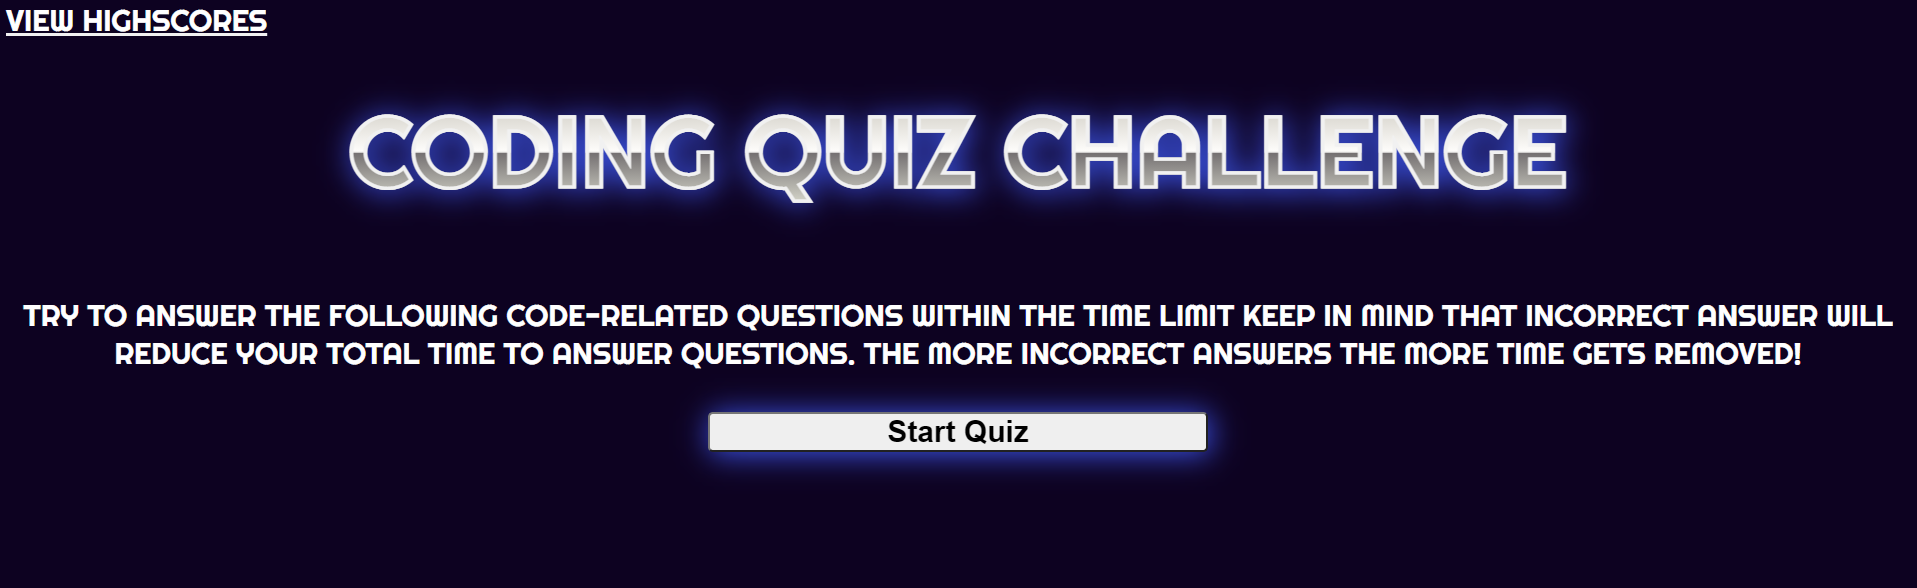 VIEW HIGHSCORES
CODING QUIZ CHALLENGE
TRY TO ANSWER THE FOLLOWING CODE-RELATED QUESTIONS WITHIN THE TIME LIMIT KEEP IN MIND THAT INCORRECT ANSWER WILL
REDUCE YOUR TOTAL TIME TO ANSWER QUESTIONS. THE MORE INCORRECT ANSWERS THE MORE TIME GETS REMOVED!
Start Quiz